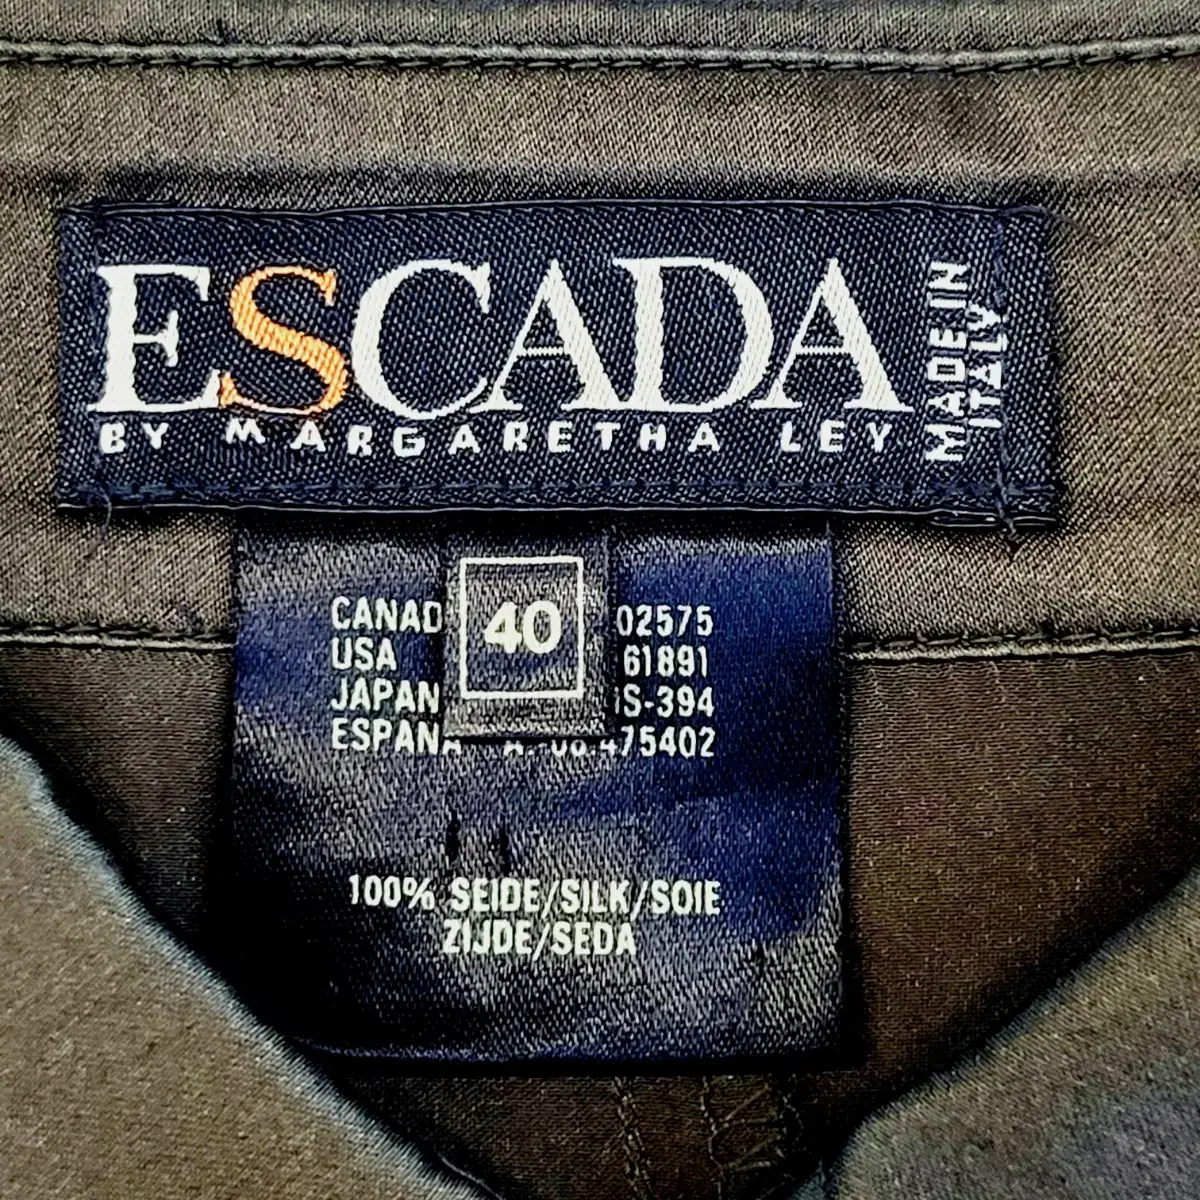 ESCADA
BY MARGARETHA LEY
MADE IN
ITALY
40
CANAD 02575
USA 61891
JAPAN S-394
ESPAÑA 475402
100% SEIDE/SILK/SOIE
ZIJDE/SEDA